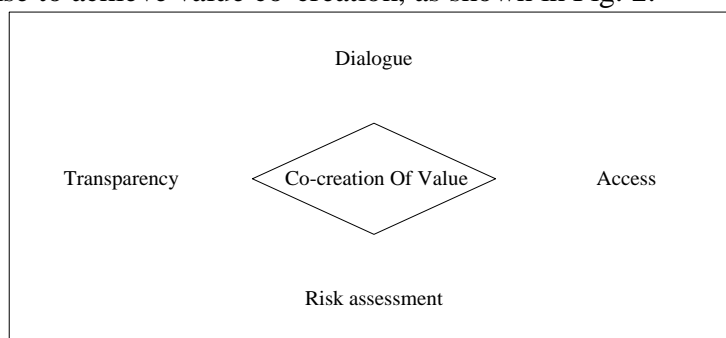 to achieve value co-creation, as shown in Fig. 2.
Dialogue
Transparency
Co-creation Of Value
Access
Risk assessment